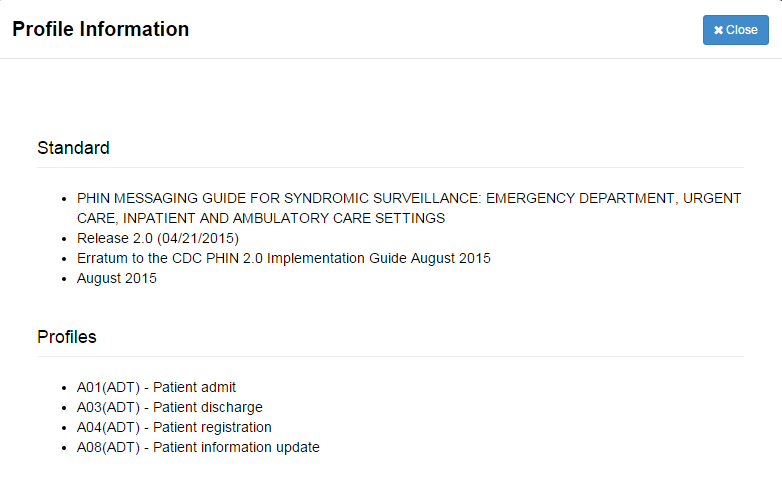 Profile Information
✖ Close
Standard
• PHIN MESSAGING GUIDE FOR SYNDROMIC SURVEILLANCE: EMERGENCY DEPARTMENT, URGENT
CARE, INPATIENT AND AMBULATORY CARE SETTINGS
• Release 2.0 (04/21/2015)
• Erratum to the CDC PHIN 2.0 Implementation Guide August 2015
• August 2015
Profiles
• A01(ADT) - Patient admit
• A03(ADT) - Patient discharge
• A04(ADT) - Patient registration
• A08(ADT) - Patient information update